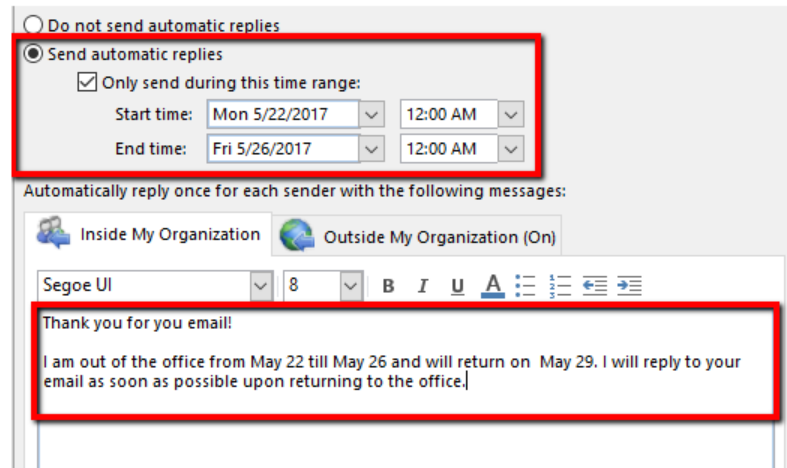 Do not send automatic replies
Send automatic replies
Only send during this time range:
Start time: Mon 5/22/2017 12:00 AM
End time: Fri 5/26/2017 12:00 AM
Automatically reply once for each sender with the following messages:
Inside My Organization Outside My Organization (On)
Segoe UI 8 B I U A
Thank you for you email!
I am out of the office from May 22 till May 26 and will return on  May 29. I will reply to your
email as soon as possible upon returning to the office.